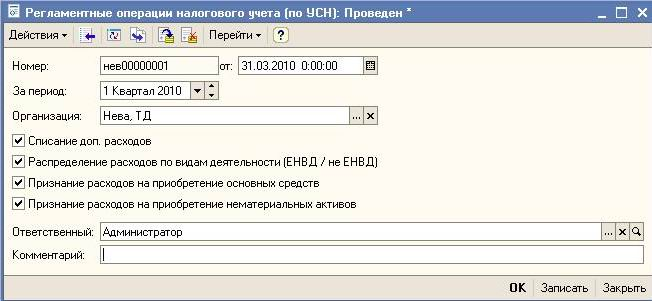 Регламентные операции налогового учета (по УСН): Проведен *
Действия Перейти ?
Номер: нев00000001 от: 31.03.2010 0:00:00
За период: 1 Квартал 2010
Организация: Нева, ТД ... x
Списание доп. расходов
Распределение расходов по видам деятельности (ЕНВД / не ЕНВД)
Признание расходов на приобретение основных средств
Признание расходов на приобретение нематериальных активов
Ответственный: Администратор ... x
Комментарий:
OK Записать Закрыть